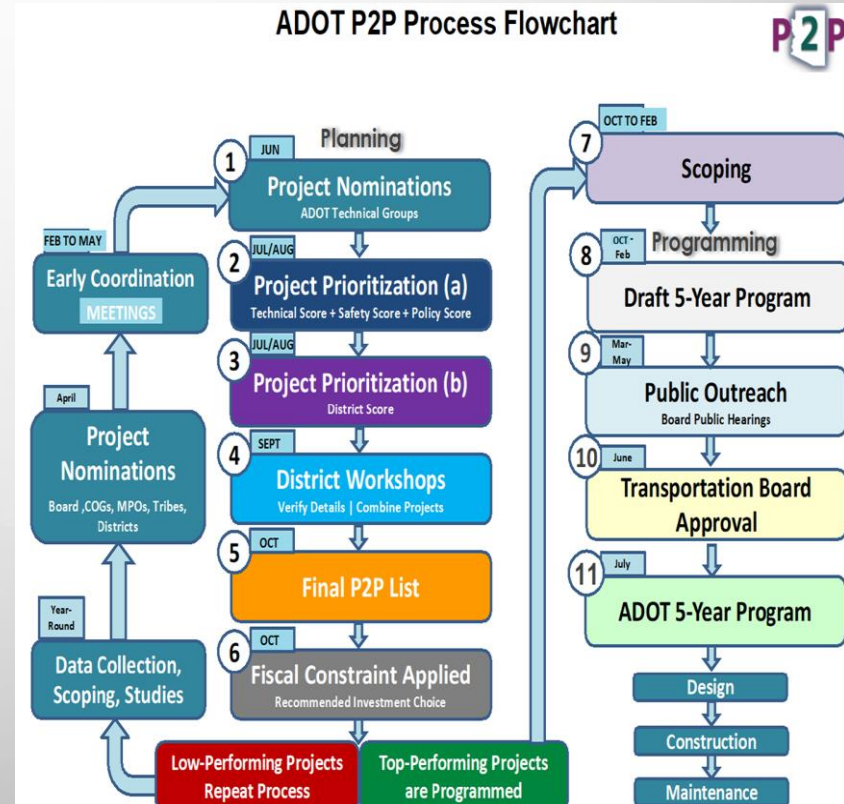 ADOT P2P Process Flowchart
P2P
Planning
1
JUN
Project Nominations
ADOT Technical Groups
2
JUL/AUG
Project Prioritization (a)
Technical Score + Safety Score + Policy Score
3
JUL/AUG
Project Prioritization (b)
District Score
4
SEPT
District Workshops
Verify Details | Combine Projects
5
OCT
Final P2P List
6
OCT
Fiscal Constraint Applied
Recommended Investment Choice
Low-Performing Projects
Repeat Process
Top-Performing Projects
are Programmed
Year-
Round
Data Collection,
Scoping, Studies
April
Project
Nominations
Board ,COGs, MPOs, Tribes,
Districts
FEB TO MAY
Early Coordination
MEETINGS
OCT TO FEB
7
Scoping
Programming
8
OCT -
Feb
Draft 5-Year Program
9
Mar-
May
Public Outreach
Board Public Hearings
10
June
Transportation Board
Approval
11
July
ADOT 5-Year Program
Design
Construction
Maintenance